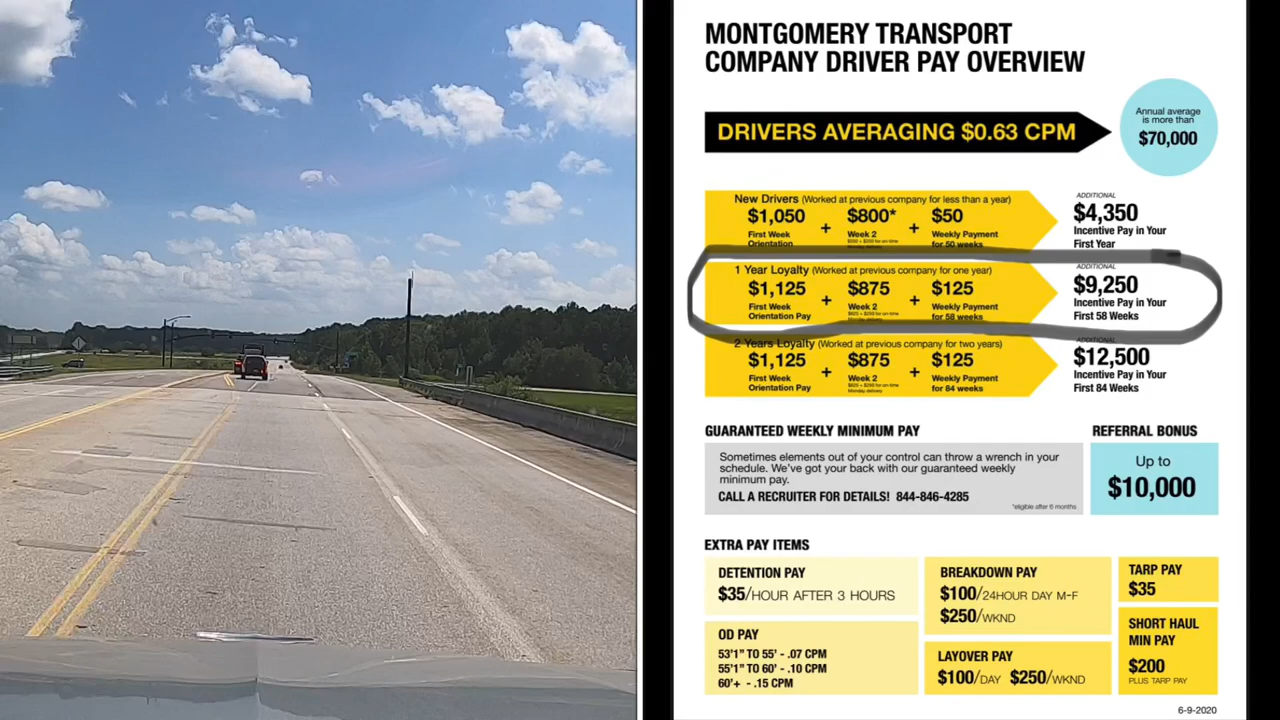 MONTGOMERY TRANSPORT
COMPANY DRIVER PAY OVERVIEW
DRIVERS AVERAGING $0.63 CPM
Annual average
is more than
$70,000
New Drivers (Worked at previous company for less than a year)
$1,050 + $800* + $50
First Week Week 2 Weekly Payment
Orientation for 50 weeks
ADDITIONAL
$4,350
Incentive Pay in Your
First Year
1 Year Loyalty (Worked at previous company for one year)
$1,125 + $875 + $125
First Week Week 2 Weekly Payment
Orientation Pay for 58 weeks
ADDITIONAL
$9,250
Incentive Pay in Your
First 58 Weeks
2 Years Loyalty (Worked at previous company for two years)
$1,125 + $875 + $125
First Week Week 2 Weekly Payment
Orientation Pay Monday delivery for 84 weeks
ADDITIONAL
$12,500
Incentive Pay in Your
First 84 Weeks
GUARANTEED WEEKLY MINIMUM PAY
Sometimes elements out of your control can throw a wrench in your
schedule. We've got your back with our guaranteed weekly
minimum pay.
CALL A RECRUITER FOR DETAILS! 844-846-4285
*eligible after 6 months
REFERRAL BONUS
Up to
$10,000
EXTRA PAY ITEMS
DETENTION PAY
$35/HOUR AFTER 3 HOURS
OD PAY
53'1" TO 55' - .07 CPM
55'1" TO 60' - .10 CPM
60'+ - .15 CPM
BREAKDOWN PAY
$100/24HOUR DAY M-F
$250/WKND
LAYOVER PAY
$100/DAY $250/WKND
TARP PAY
$35
SHORT HAUL
MIN PAY
$200
PLUS TARP PAY
6-9-2020